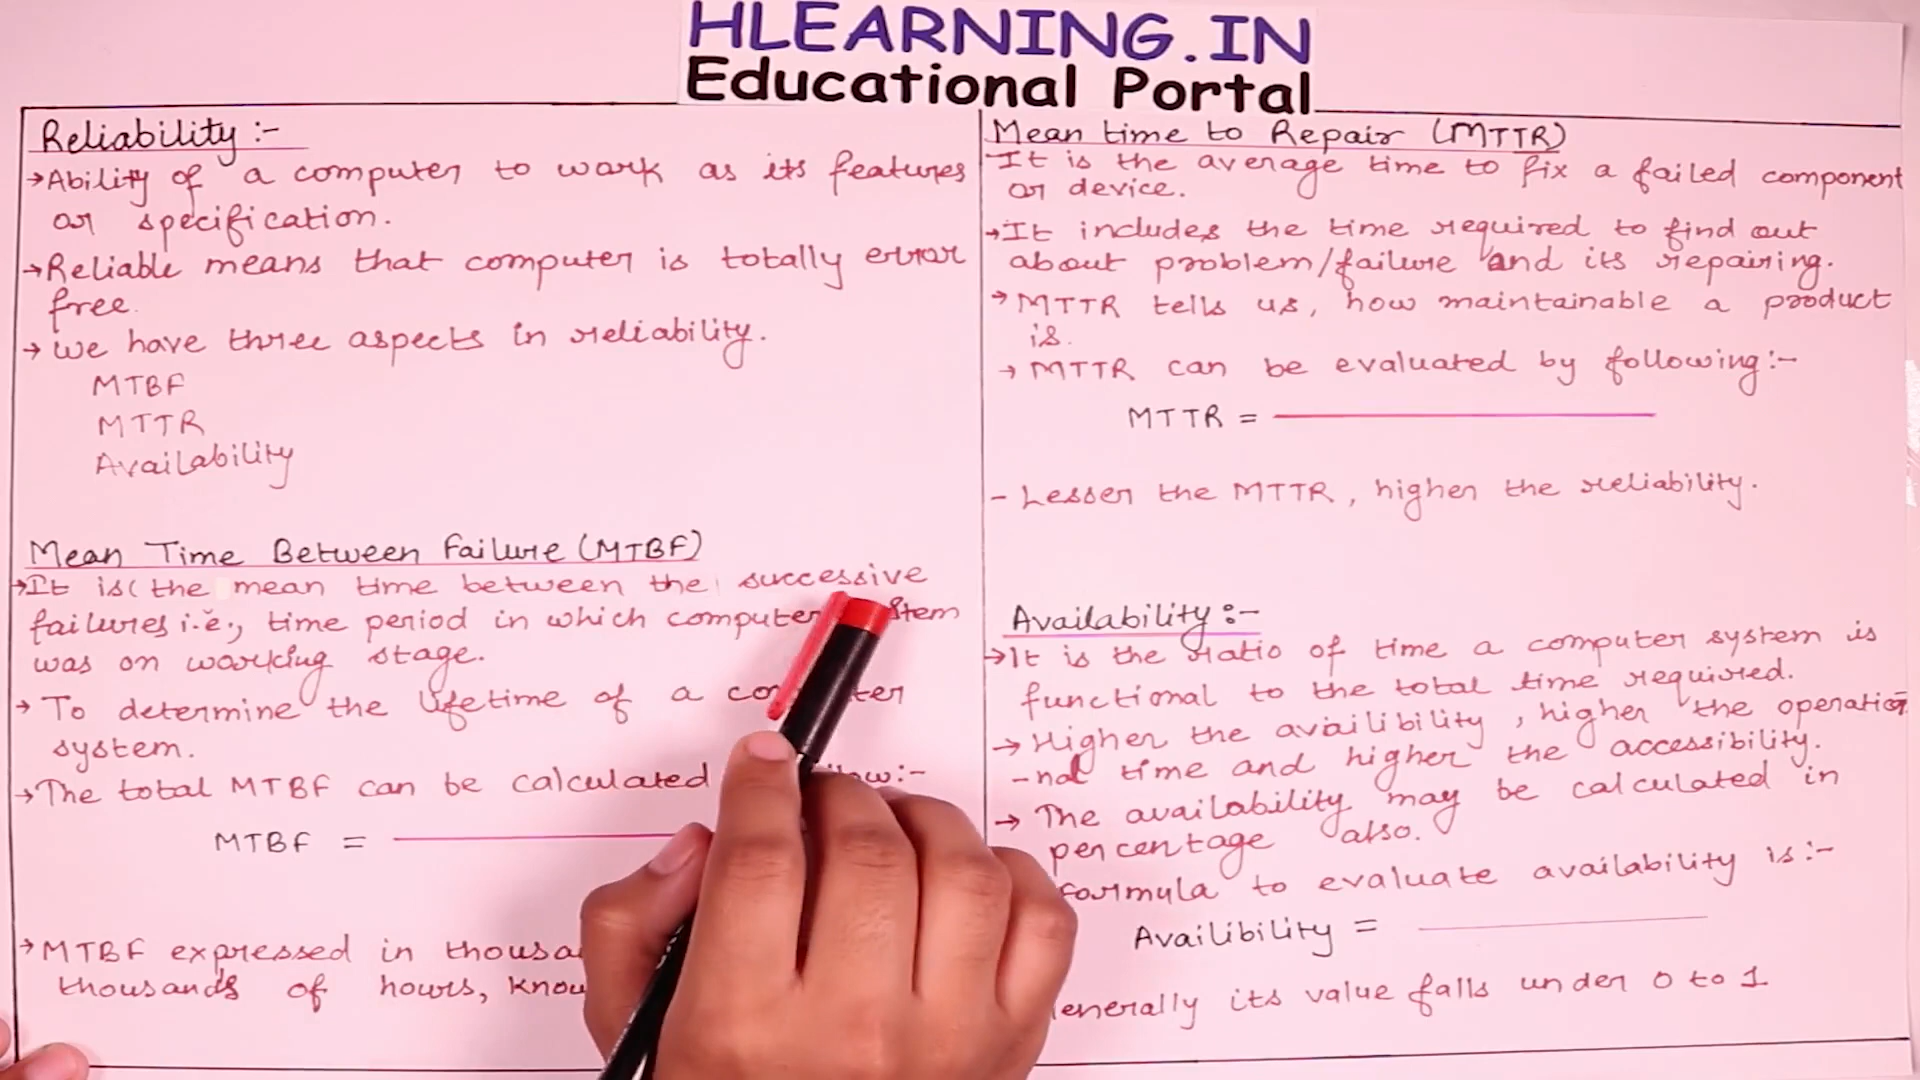 HLEARNING.IN
Educational Portal
Reliability :-
→Ability of a computer to work as its features
or specification.
→Reliable means that computer is totally error
free.
→ We have three aspects in reliability.
MTBF
MTTR
Availability
Mean Time Between Failure (MTBF)
→It is the mean time between the successive
failures i.e., time period in which computer stem
was on working stage.
→ To determine the lifetime of a ter
system.
→The total MTBF can be calculated low:-
MTBF =
→ MTBF expressed in
thousands of hours,
Mean time to Repair (MTTR)
It is the average time to fix a failed component
or device.
→It includes the time required to find out
about problem/failure and its repairing.
→ MTTR tells us, how maintainable a product
is.
→ MTTR can be evaluated by following:-
MTTR =
- Lesser the MTTR, higher the reliability.
Availability :-
→It is the ratio of time a computer system is
functional to the total time required.
→ Higher the availibility, higher the operatio
-nal time and higher the accessibility.
→ The availability may be calculated in
percentage also.
formula to evaluate availability is:-
Availibility =
enerally its value falls under 0 to 1